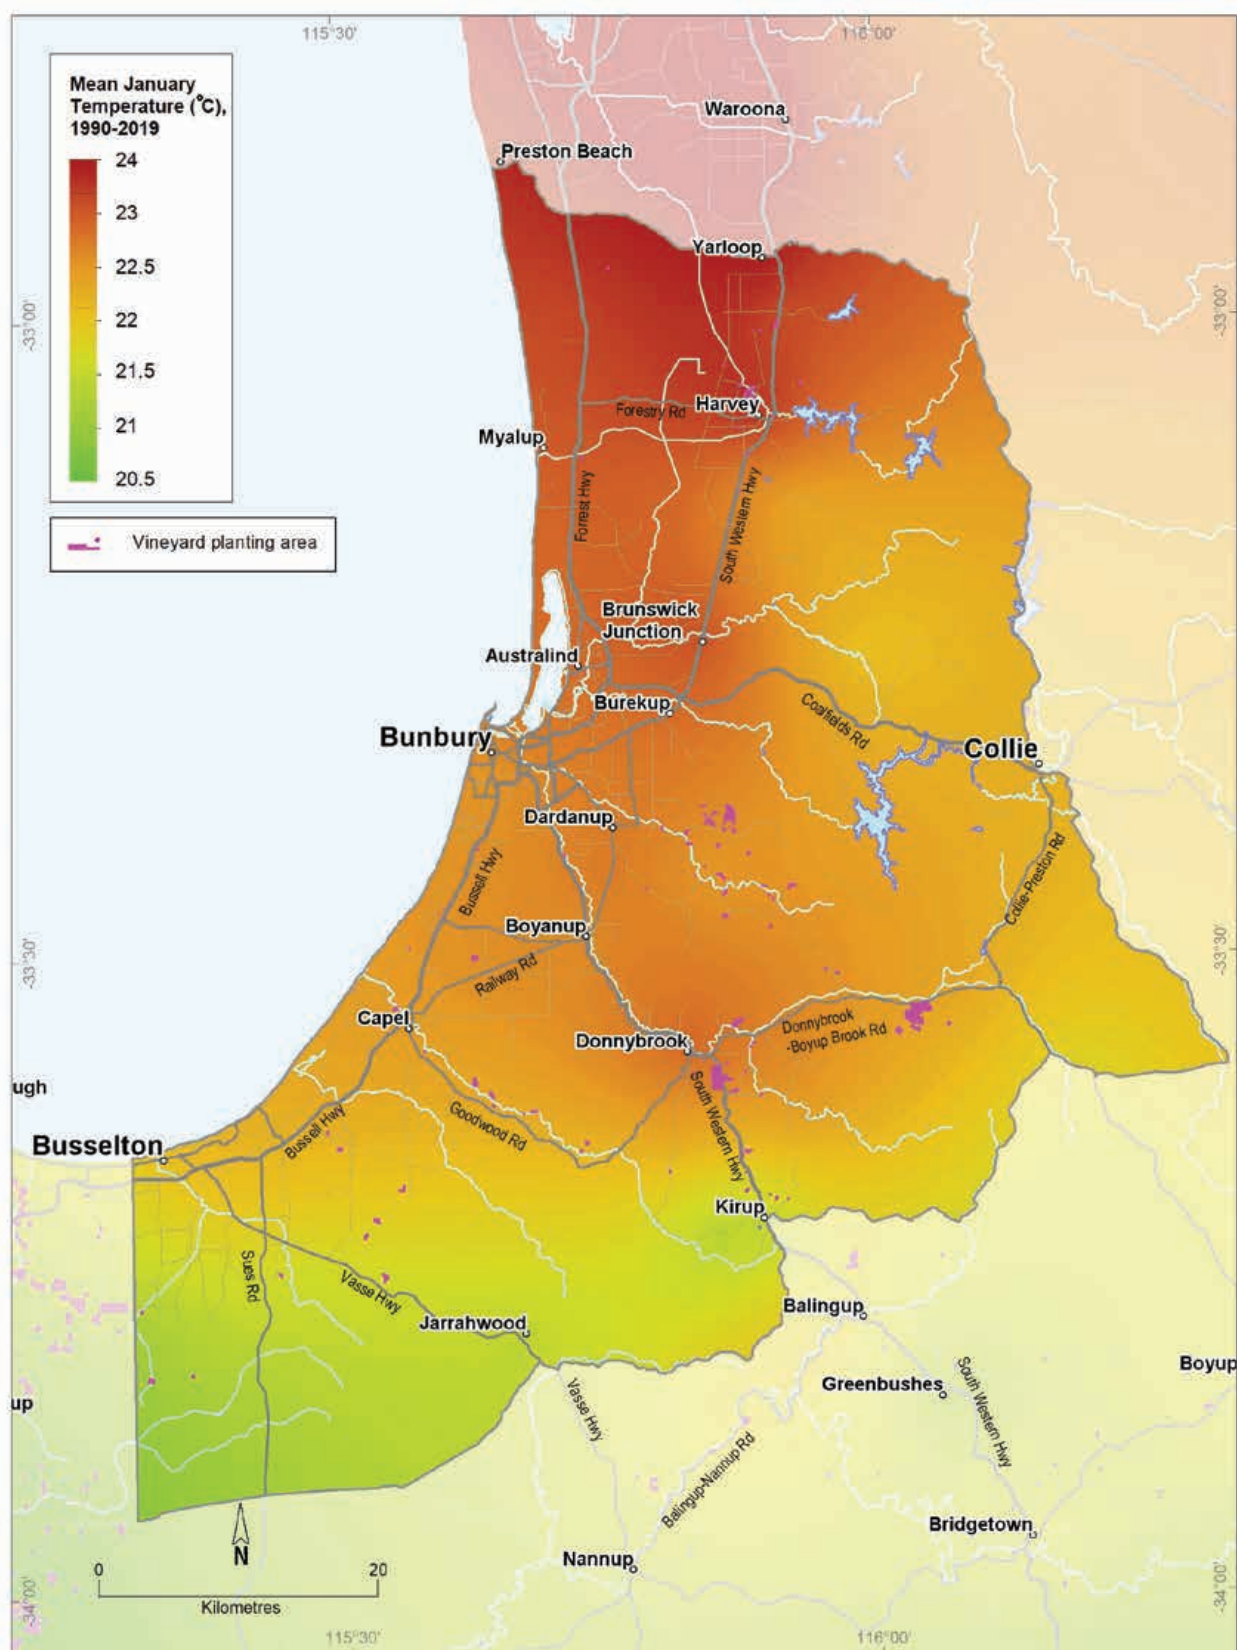 115°30'
116°00'
Mean January
Temperature (°C),
1990-2019
24
23
22.5
22
21.5
21
20.5
Vineyard planting area
Waroona
Preston Beach
Yarloop
-33°00'
-33°00'
Harvey
Forestry Rd
Myalup
Forrest Hwy
South Western Hwy
Brunswick
Junction
Australind
Burekup
Coalfields Rd
Bunbury
Collie
Dardanup
Bussell Hwy
Collie-Preston Rd
Boyanup
-33°30'
-33°30'
Railway Rd
Capel
Donnybrook
Donnybrook
-Boyup Brook Rd
ugh
South Western Hwy
Goodwood Rd
Bussell Hwy
Busselton
Kirup
Sues Rd
Vasse Hwy
Balingup
Jarrahwood
Boyup
Greenbushes
South Western Hwy
up
Vasse Hwy
Balingup-Nannup Rd
Bridgetown
N
Nannup
0
20
Kilometres
-34°00'
-34°00'
115°30'
116°00'